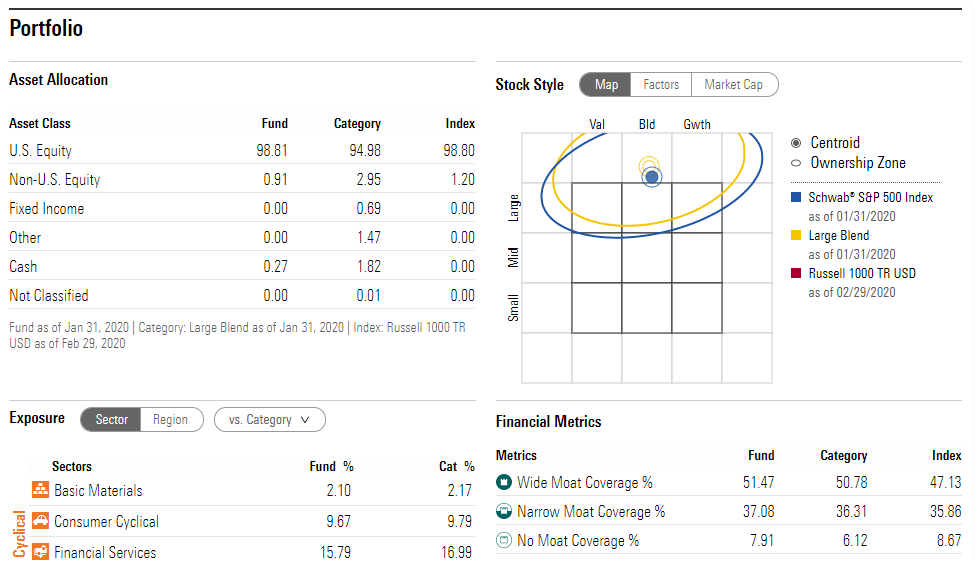 Portfolio
Asset Allocation
Asset Class Fund Category Index
U.S. Equity 98.81 94.98 98.80
Non-U.S. Equity 0.91 2.95 1.20
Fixed Income 0.00 0.69 0.00
Other 0.00 1.47 0.00
Cash 0.27 1.82 0.00
Not Classified 0.00 0.01 0.00
Fund as of Jan 31, 2020 | Category: Large Blend as of Jan 31, 2020 | Index: Russell 1000 TR
USD as of Feb 29, 2020
Stock Style Map Factors Market Cap
Val Bld Gwth
Large
Mid
Small
Centroid
Ownership Zone
Schwab® S&P 500 Index
as of 01/31/2020
Large Blend
as of 01/31/2020
Russell 1000 TR USD
as of 02/29/2020
Exposure Sector Region vs. Category
Sectors Fund % Cat %
Cyclical
Basic Materials 2.10 2.17
Consumer Cyclical 9.67 9.79
Financial Services 15.79 16.99
Financial Metrics
Metrics Fund Category Index
Wide Moat Coverage % 51.47 50.78 47.13
Narrow Moat Coverage % 37.08 36.31 35.86
No Moat Coverage % 7.91 6.12 8.67